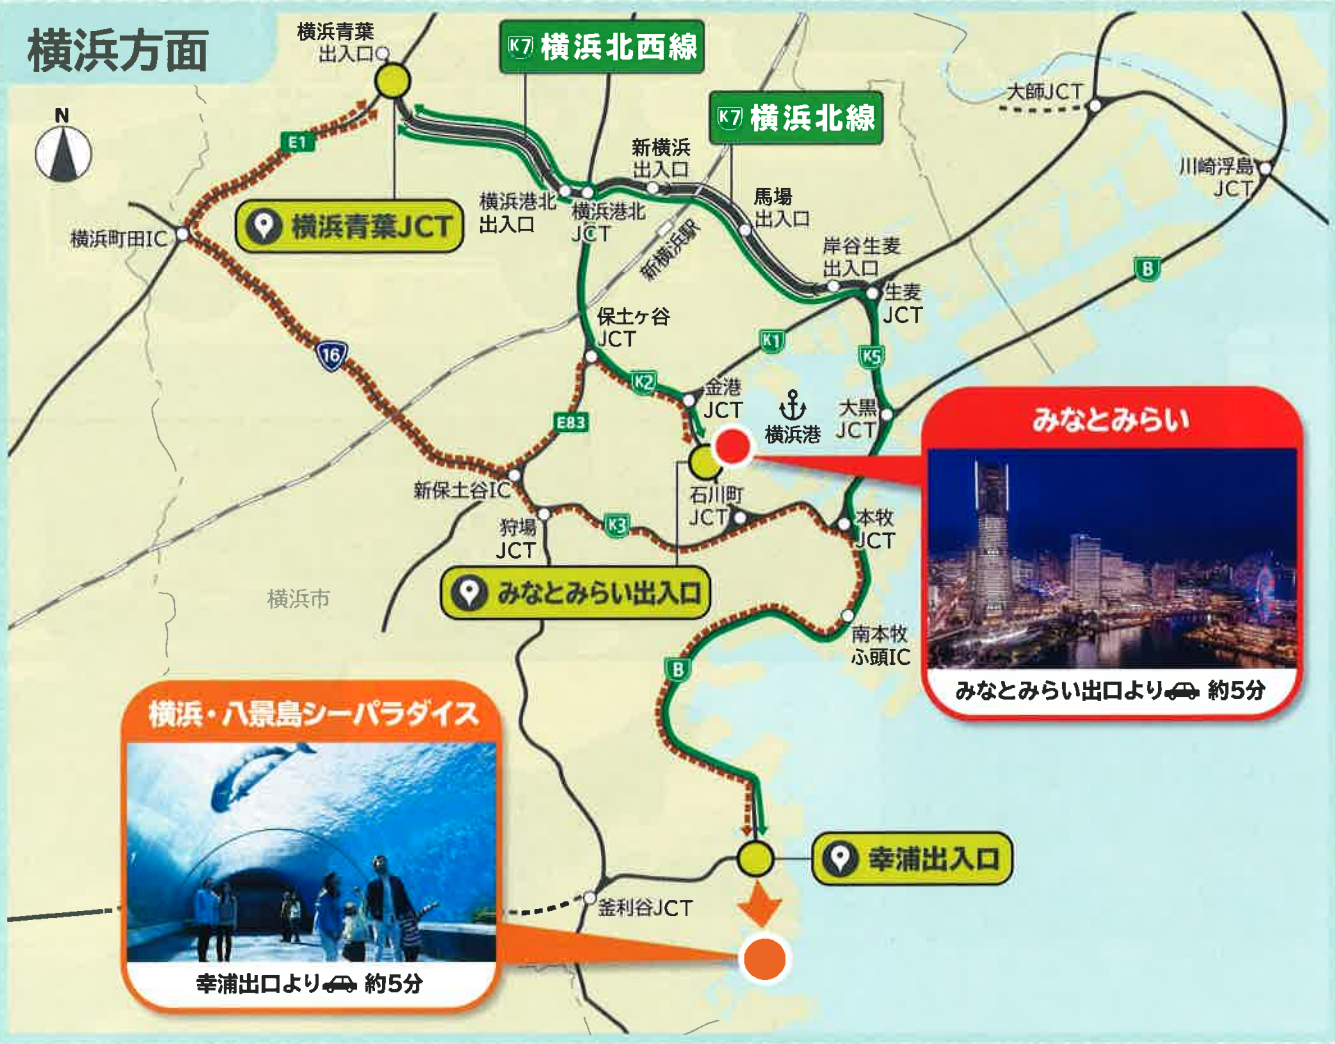 横浜方面
N
横浜青葉
出入口
K7 横浜北西線
K7 横浜北線
大師JCT
川崎浮島
JCT
E1
横浜青葉JCT
横浜町田IC
横浜港北
出入口
横浜港北
JCT
新横浜
出入口
馬場
出入口
新横浜駅
岸谷生麦
出入口
生麦
JCT
B
16
保土ヶ谷
JCT
K1
K2
K5
金港
JCT
横浜港
大黒
JCT
E83
みなとみらい
新保土谷IC
狩場
JCT
K3
石川町
JCT
本牧
JCT
横浜市
みなとみらい出入口
南本牧
ふ頭IC
B
みなとみらい出口より 約5分
横浜・八景島シーパラダイス
幸浦出口より 約5分
幸浦出入口
釜利谷JCT